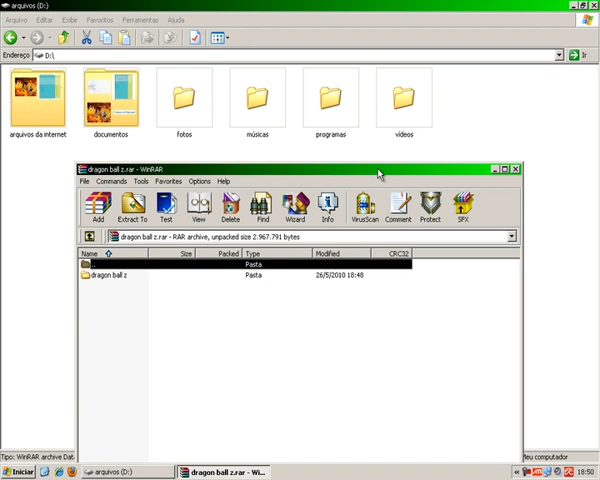 arquivos (D:)
Arquivo Editar Exibir Favoritos Ferramentas Ajuda
Endereço D:\ Ir
arquivos da internet documentos fotos músicas programas vídeos
dragon ball z.rar - WinRAR
File Commands Tools Favorites Options Help
Add Extract To Test View Delete Find Wizard Info VirusScan Comment Protect SFX
dragon ball z.rar - RAR archive, unpacked size 2.967.791 bytes
Name Size Packed Type Modified CRC32
.. Pasta
dragon ball z Pasta 26/5/2010 18:48
Tipo: WinRAR archive Dat Meu computador
Iniciar arquivos (D:) dragon ball z.rar - Wi... 18:50